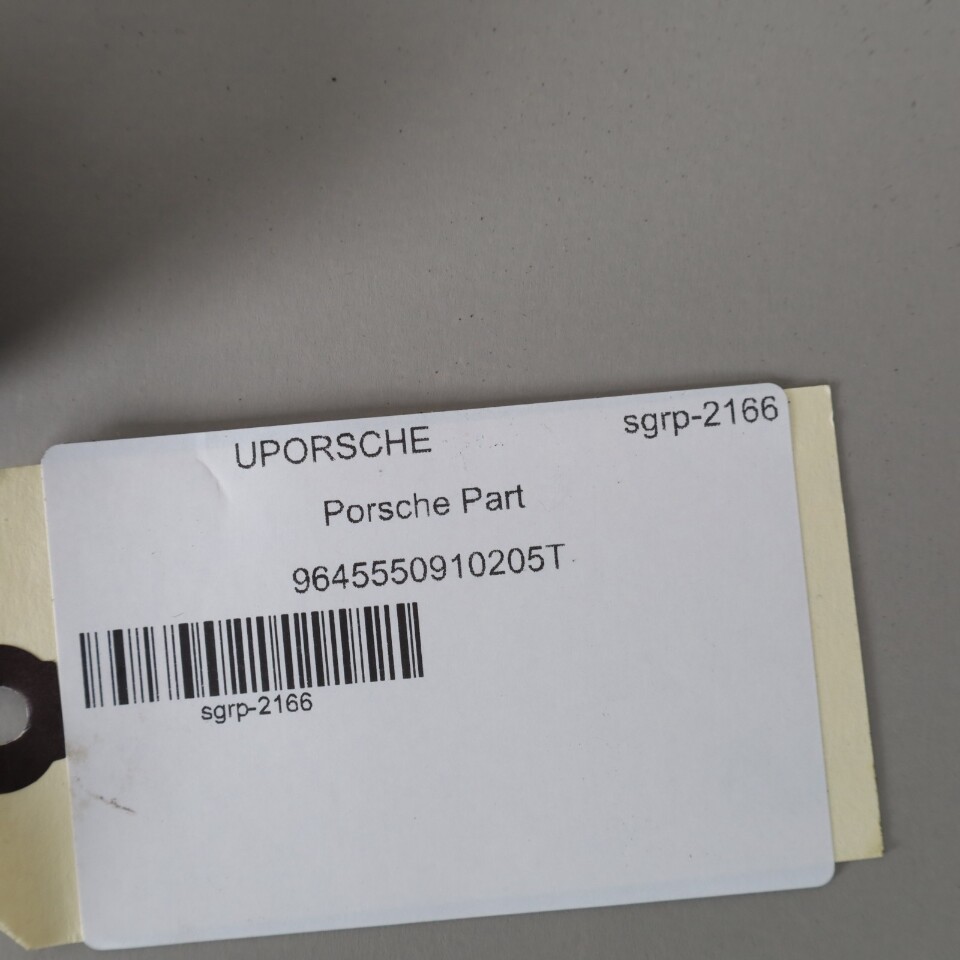 UPORSCHE
sgrp-2166
Porsche Part
9645550910205T
sgrp-2166